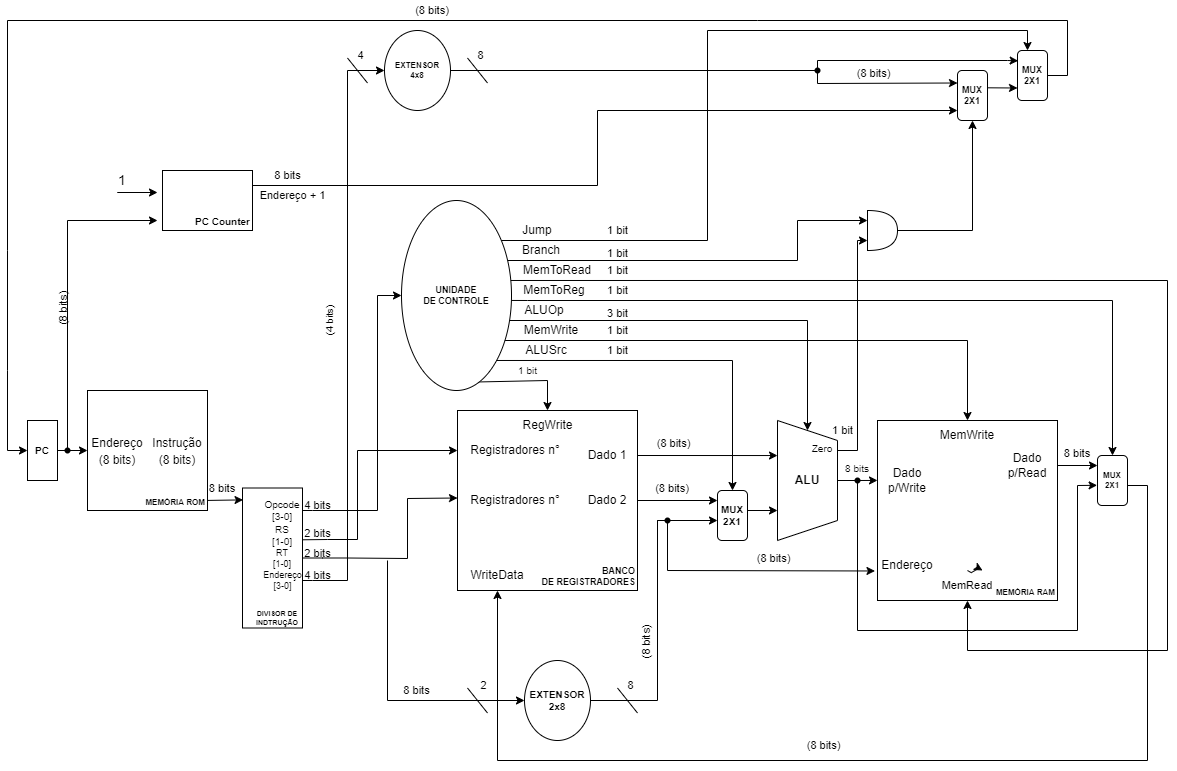 (8 bits)
4
EXTENSOR
4x8
8
(8 bits)
MUX
2X1
MUX
2X1
1
8 bits
Endereço + 1
PC Counter
(8 bits)
(4 bits)
UNIDADE
DE CONTROLE
Jump 1 bit
Branch 1 bit
MemToRead 1 bit
MemToReg 1 bit
ALUOp 3 bit
MemWrite 1 bit
ALUSrc 1 bit
1 bit
PC
Endereço
(8 bits)
Instrução
(8 bits)
MEMÓRIA ROM
8 bits
Opcode
[3-0]
4 bits
RS
[1-0]
2 bits
RT
[1-0]
2 bits
Endereço
[3-0]
4 bits
DIVISOR DE
INDTRUÇÃO
RegWrite
Registradores n°
Registradores n°
Dado 1
Dado 2
WriteData
BANCO
DE REGISTRADORES
(8 bits)
(8 bits)
MUX
2X1
(8 bits)
(8 bits)
Zero
ALU
1 bit
8 bits
MemWrite
Dado
p/Write
Dado
p/Read
Endereço
MemRead
MEMÓRIA RAM
8 bits
MUX
2X1
8 bits
2
EXTENSOR
2x8
8
(8 bits)